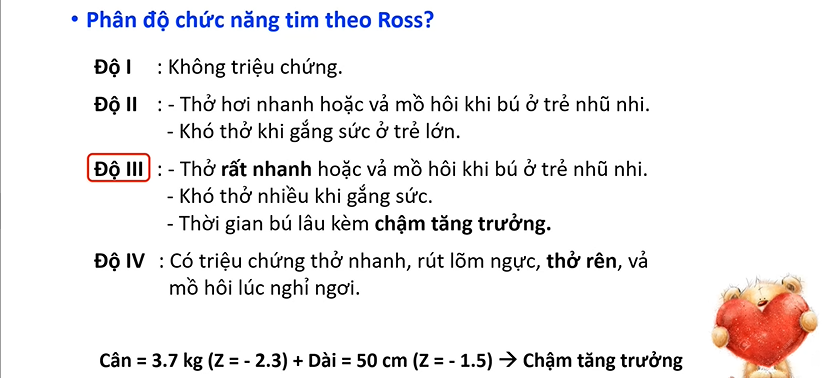 • Phân độ chức năng tim theo Ross?
Độ I : Không triệu chứng.
Độ II : - Thở hơi nhanh hoặc vả mồ hôi khi bú ở trẻ nhũ nhi.
- Khó thở khi gắng sức ở trẻ lớn.
Độ III : - Thở rất nhanh hoặc vả mồ hôi khi bú ở trẻ nhũ nhi.
- Khó thở nhiều khi gắng sức.
- Thời gian bú lâu kèm chậm tăng trưởng.
Độ IV : Có triệu chứng thở nhanh, rút lõm ngực, thở rên, vả
mồ hôi lúc nghỉ ngơi.
Cân = 3.7 kg (Z = - 2.3) + Dài = 50 cm (Z = - 1.5) → Chậm tăng trưởng